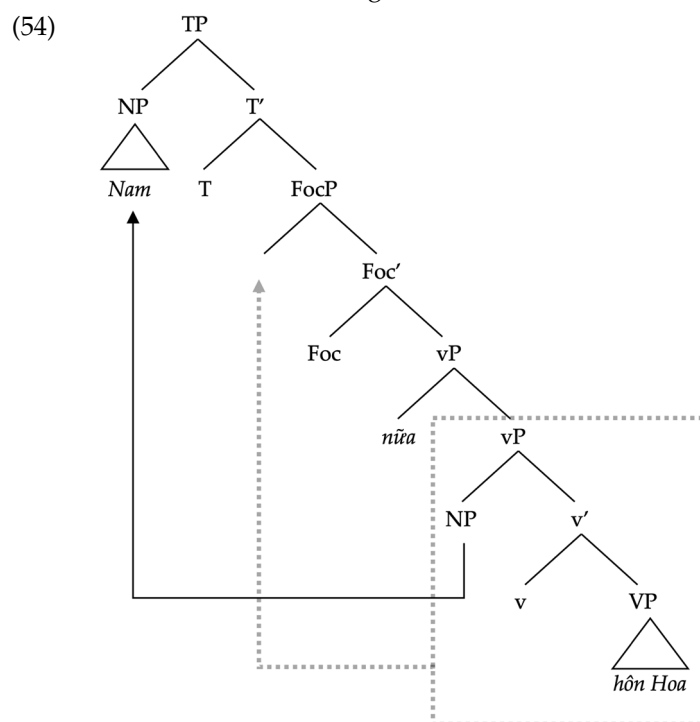 (54)
TP
NP T′
Nam T FocP
Foc′
Foc vP
nữa vP
NP v′
v VP
hôn Hoa